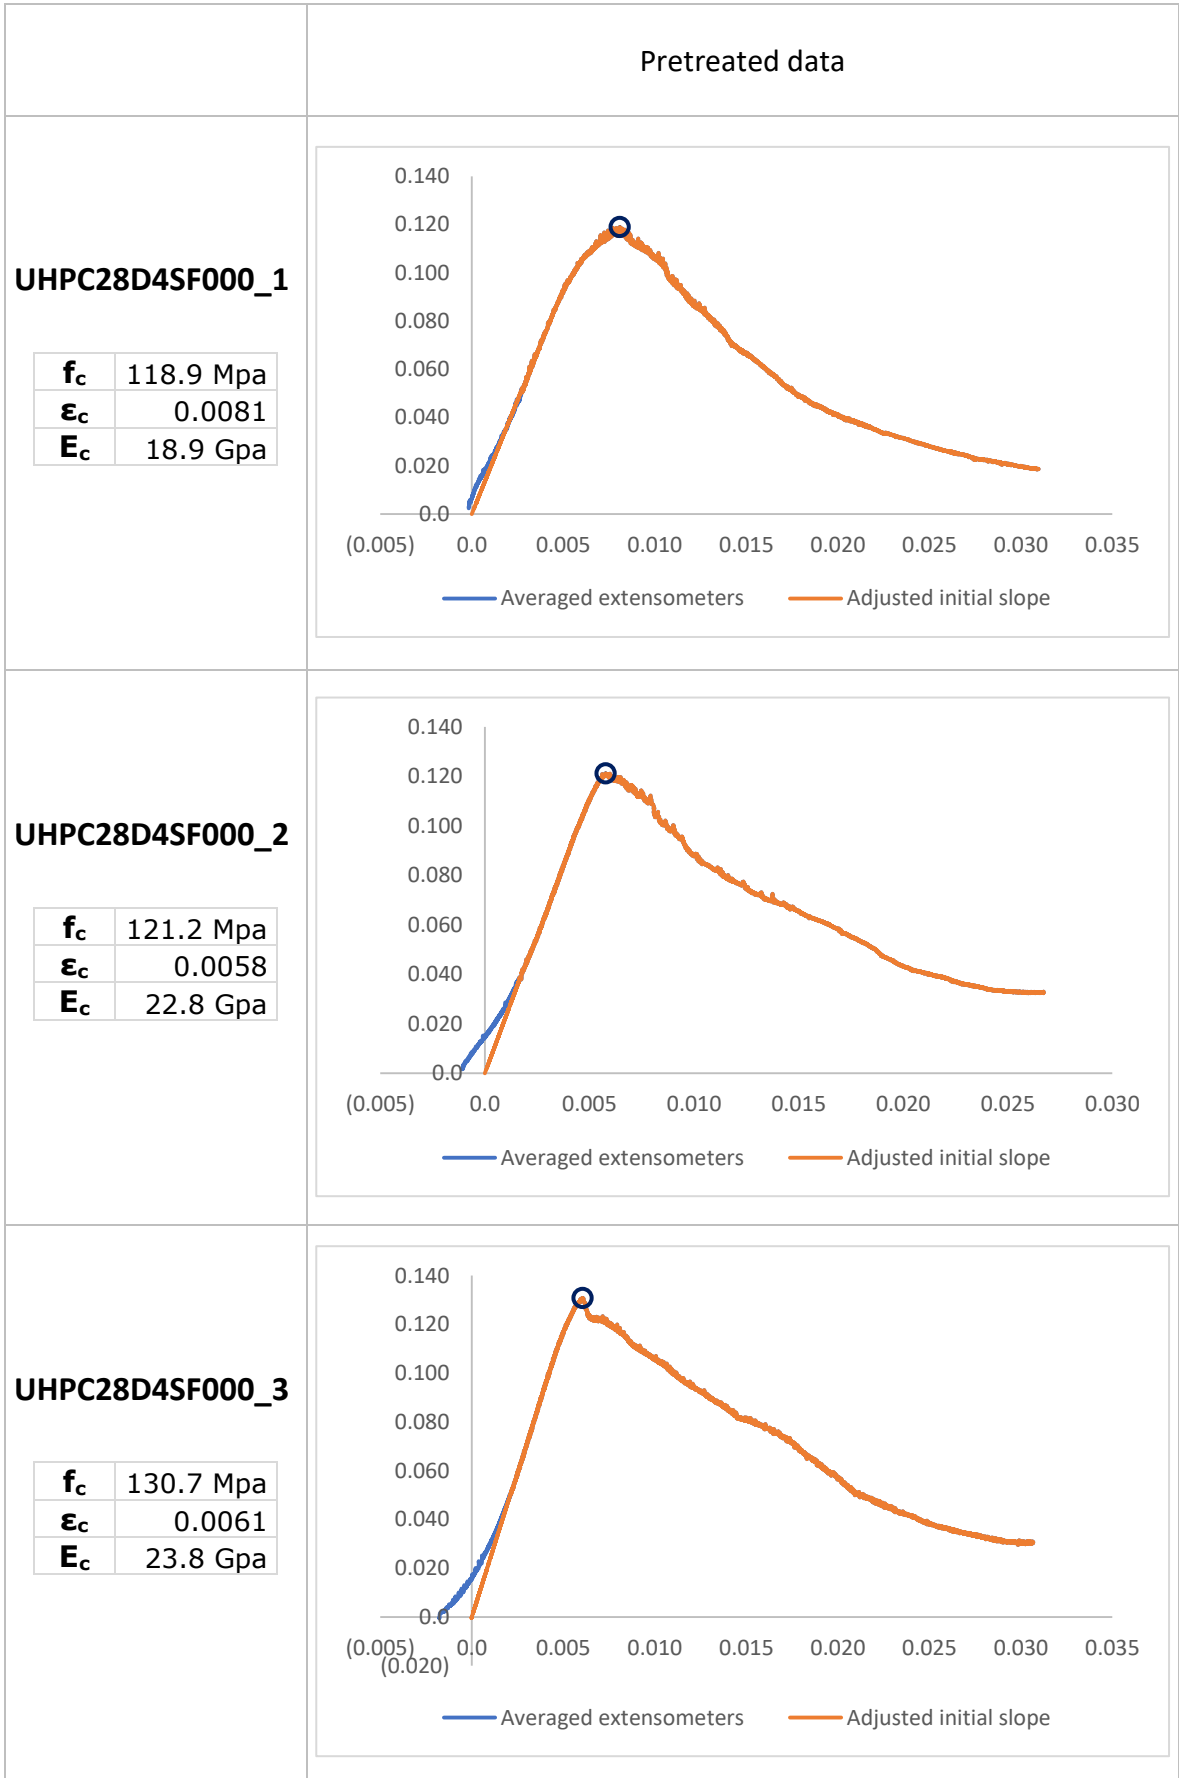 Pretreated data
UHPC28D4SF000_1
fc 118.9 Mpa
εc 0.0081
Ec 18.9 Gpa
0.140
0.120
0.100
0.080
0.060
0.040
0.020
0.0
(0.005) 0.0 0.005 0.010 0.015 0.020 0.025 0.030 0.035
Averaged extensometers Adjusted initial slope
UHPC28D4SF000_2
fc 121.2 Mpa
εc 0.0058
Ec 22.8 Gpa
0.140
0.120
0.100
0.080
0.060
0.040
0.020
0.0
(0.005) 0.0 0.005 0.010 0.015 0.020 0.025 0.030
Averaged extensometers Adjusted initial slope
UHPC28D4SF000_3
fc 130.7 Mpa
εc 0.0061
Ec 23.8 Gpa
0.140
0.120
0.100
0.080
0.060
0.040
0.020
0.0
(0.005) 0.0 0.005 0.010 0.015 0.020 0.025 0.030 0.035
(0.020)
Averaged extensometers Adjusted initial slope